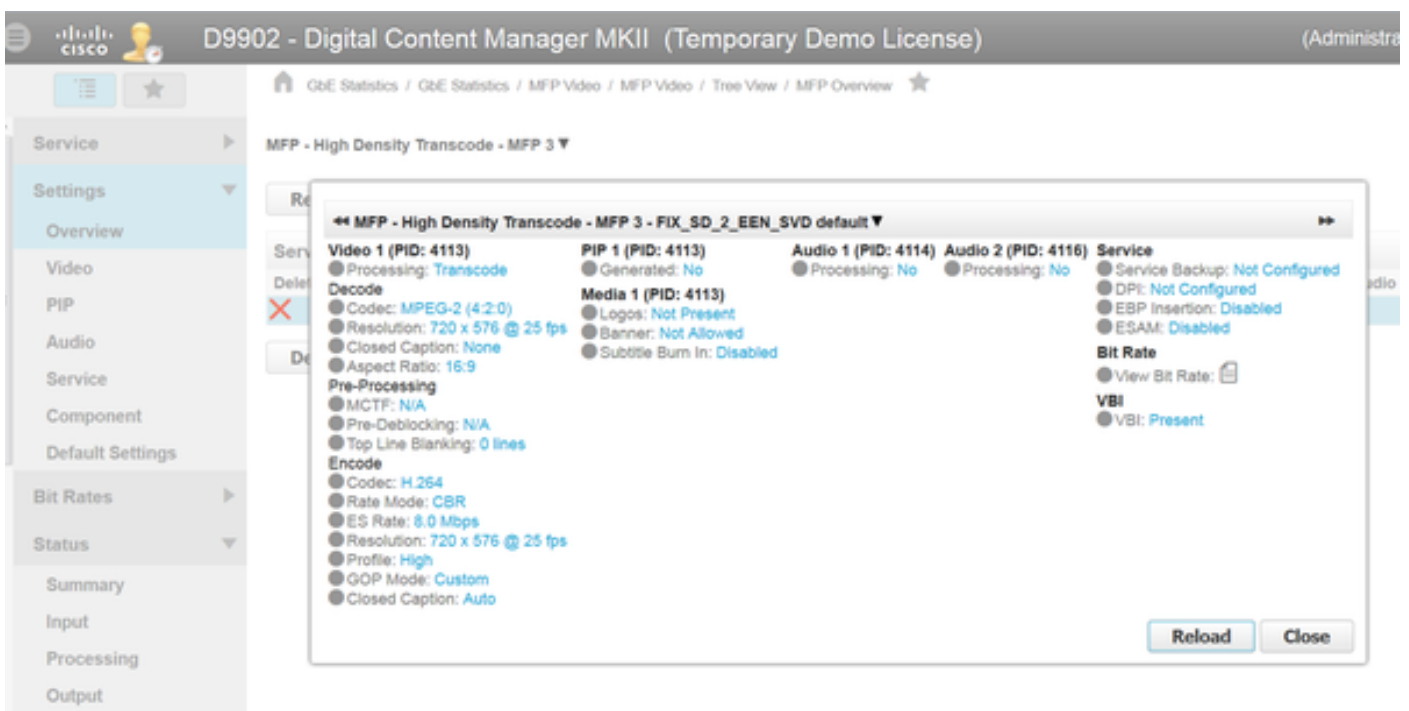 cisco
D9902 - Digital Content Manager MKII (Temporary Demo License)
(Administra
GbE Statistics / GbE Statistics / MFP Video / MFP Video / Tree View / MFP Overview
Service
MFP - High Density Transcode - MFP 3
Settings
Overview
Video
PIP
Audio
Service
Component
Default Settings
Bit Rates
Status
Summary
Input
Processing
Output
Re
Serv
Delet
De
MFP - High Density Transcode - MFP 3 - FIX_SD_2_EEN_SVD default
Video 1 (PID: 4113)
Processing: Transcode
Decode
Codec: MPEG-2 (4:2:0)
Resolution: 720 x 576 @ 25 fps
Closed Caption: None
Aspect Ratio: 16:9
Pre-Processing
MCTF: N/A
Pre-Deblocking: N/A
Top Line Blanking: 0 lines
Encode
Codec: H.264
Rate Mode: CBR
ES Rate: 8.0 Mbps
Resolution: 720 x 576 @ 25 fps
Profile: High
GOP Mode: Custom
Closed Caption: Auto
PIP 1 (PID: 4113)
Generated: No
Media 1 (PID: 4113)
Logos: Not Present
Banner: Not Allowed
Subtitle Burn In: Disabled
Audio 1 (PID: 4114)
Processing: No
Audio 2 (PID: 4116)
Processing: No
Service
Service Backup: Not Configured
DPI: Not Configured
EBP Insertion: Disabled
ESAM: Disabled
Bit Rate
View Bit Rate:
VBI
VBI: Present
Reload
Close